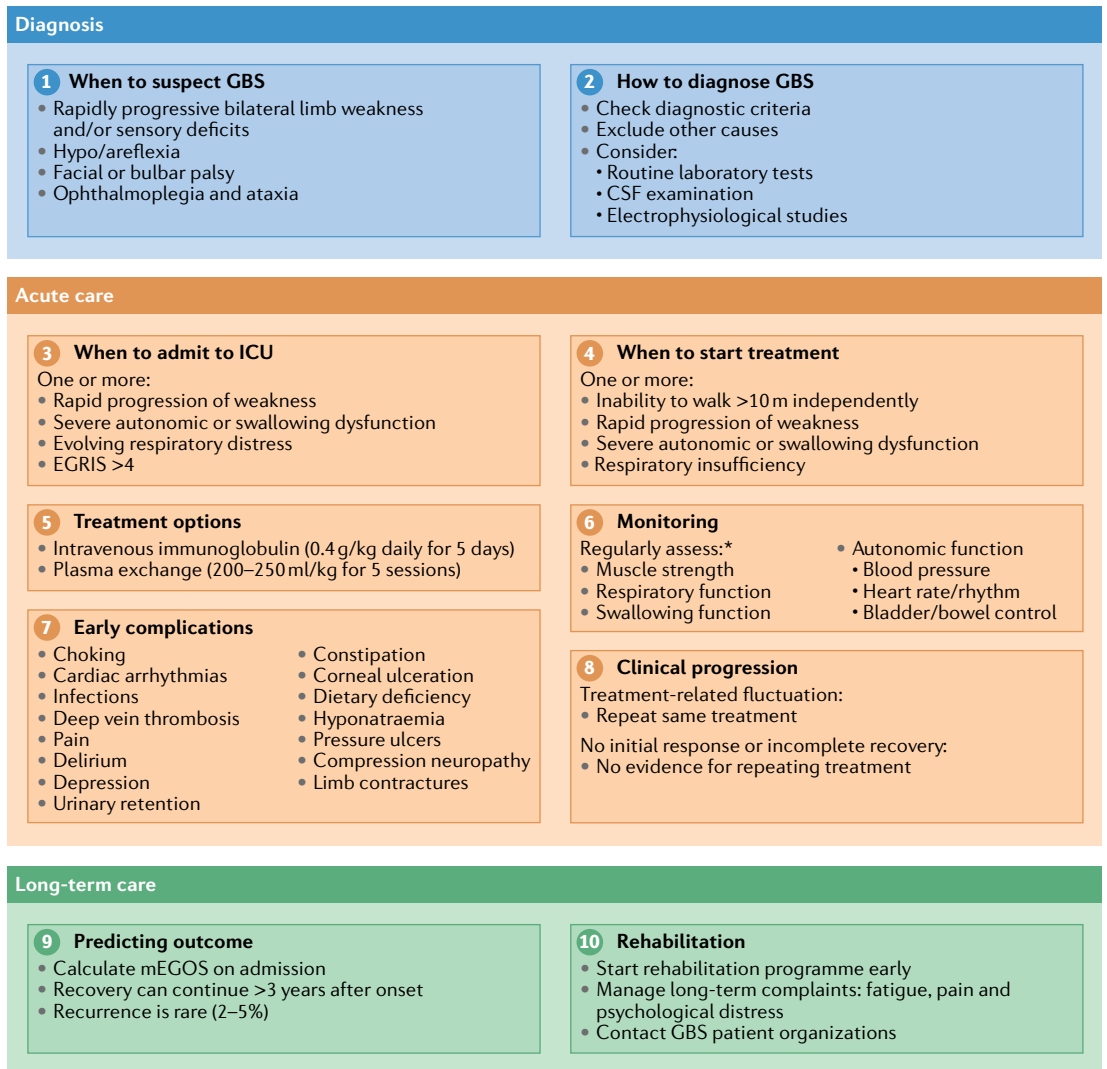 Diagnosis
1 When to suspect GBS
• Rapidly progressive bilateral limb weakness
and/or sensory deficits
• Hypo/areflexia
• Facial or bulbar palsy
• Ophthalmoplegia and ataxia
2 How to diagnose GBS
• Check diagnostic criteria
• Exclude other causes
• Consider:
• Routine laboratory tests
• CSF examination
• Electrophysiological studies
Acute care
3 When to admit to ICU
One or more:
• Rapid progression of weakness
• Severe autonomic or swallowing dysfunction
• Evolving respiratory distress
• EGRIS >4
4 When to start treatment
One or more:
• Inability to walk >10 m independently
• Rapid progression of weakness
• Severe autonomic or swallowing dysfunction
• Respiratory insufficiency
5 Treatment options
• Intravenous immunoglobulin (0.4 g/kg daily for 5 days)
• Plasma exchange (200–250 ml/kg for 5 sessions)
6 Monitoring
Regularly assess:*
• Muscle strength
• Respiratory function
• Swallowing function
• Autonomic function
• Blood pressure
• Heart rate/rhythm
• Bladder/bowel control
7 Early complications
• Choking
• Cardiac arrhythmias
• Infections
• Deep vein thrombosis
• Pain
• Delirium
• Depression
• Urinary retention
• Constipation
• Corneal ulceration
• Dietary deficiency
• Hyponatraemia
• Pressure ulcers
• Compression neuropathy
• Limb contractures
8 Clinical progression
Treatment-related fluctuation:
• Repeat same treatment
No initial response or incomplete recovery:
• No evidence for repeating treatment
Long-term care
9 Predicting outcome
• Calculate mEGOS on admission
• Recovery can continue >3 years after onset
• Recurrence is rare (2–5%)
10 Rehabilitation
• Start rehabilitation programme early
• Manage long-term complaints: fatigue, pain and
psychological distress
• Contact GBS patient organizations